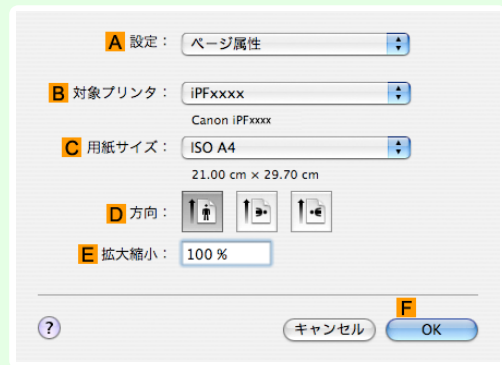 A 設定： ページ属性
B 対象プリンタ： iPFxxxx
Canon iPFxxxx
C 用紙サイズ： ISO A4
21.00 cm × 29.70 cm
D 方向：
E 拡大縮小： 100 %
F
? キャンセル OK